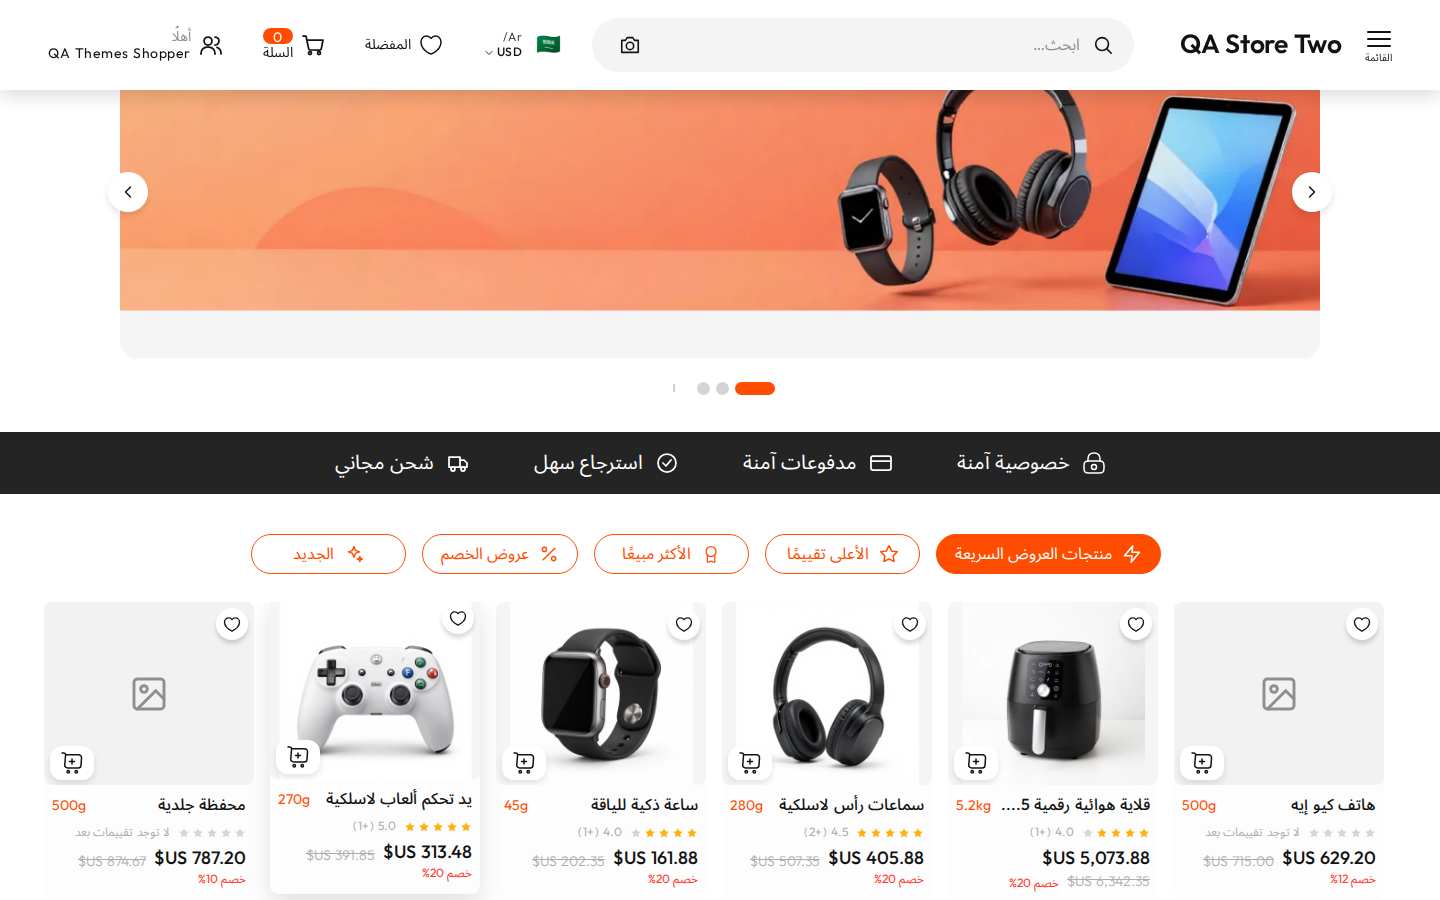 القائمة
QA Store Two
ابحث...
Ar/
USD
المفضلة
0
السلة
أهلًا
QA Themes Shopper
خصوصية آمنة
مدفوعات آمنة
استرجاع سهل
شحن مجاني
منتجات العروض السريعة
الأعلى تقييمًا
الأكثر مبيعًا
عروض الخصم
الجديد
هاتف كيو إيه 500g
لا توجد تقييمات بعد
$US 629.20 $US 715.00
خصم 12%
قلاية هوائية رقمية 5.... 5.2kg
4.0 (+1)
$US 5,073.88
$US 6,342.35 خصم 20%
سماعات رأس لاسلكية 280g
4.5 (+2)
$US 405.88 $US 507.35
خصم 20%
ساعة ذكية للياقة 45g
4.0 (+1)
$US 161.88 $US 202.35
خصم 20%
يد تحكم ألعاب لاسلكية 270g
5.0 (+1)
$US 313.48 $US 391.85
خصم 20%
محفظة جلدية 500g
لا توجد تقييمات بعد
$US 787.20 $US 874.67
خصم 10%